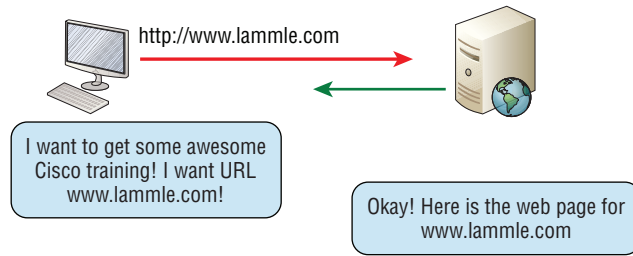 http://www.lammle.com
I want to get some awesome
Cisco training! I want URL
www.lammle.com!
Okay! Here is the web page for
www.lammle.com